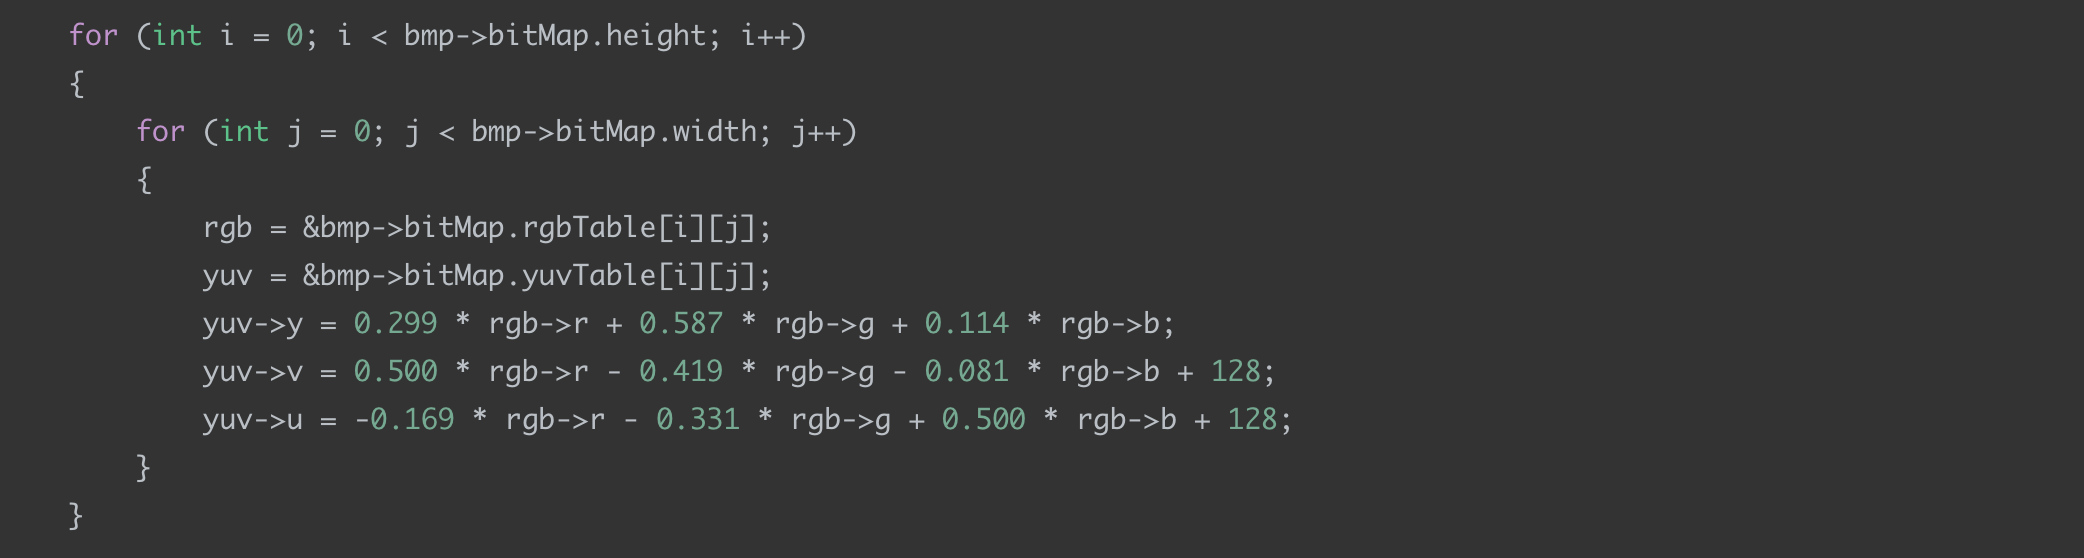 for (int i = 0; i < bmp->bitMap.height; i++)
{
    for (int j = 0; j < bmp->bitMap.width; j++)
    {
        rgb = &bmp->bitMap.rgbTable[i][j];
        yuv = &bmp->bitMap.yuvTable[i][j];
        yuv->y = 0.299 * rgb->r + 0.587 * rgb->g + 0.114 * rgb->b;
        yuv->v = 0.500 * rgb->r - 0.419 * rgb->g - 0.081 * rgb->b + 128;
        yuv->u = -0.169 * rgb->r - 0.331 * rgb->g + 0.500 * rgb->b + 128;
    }
}